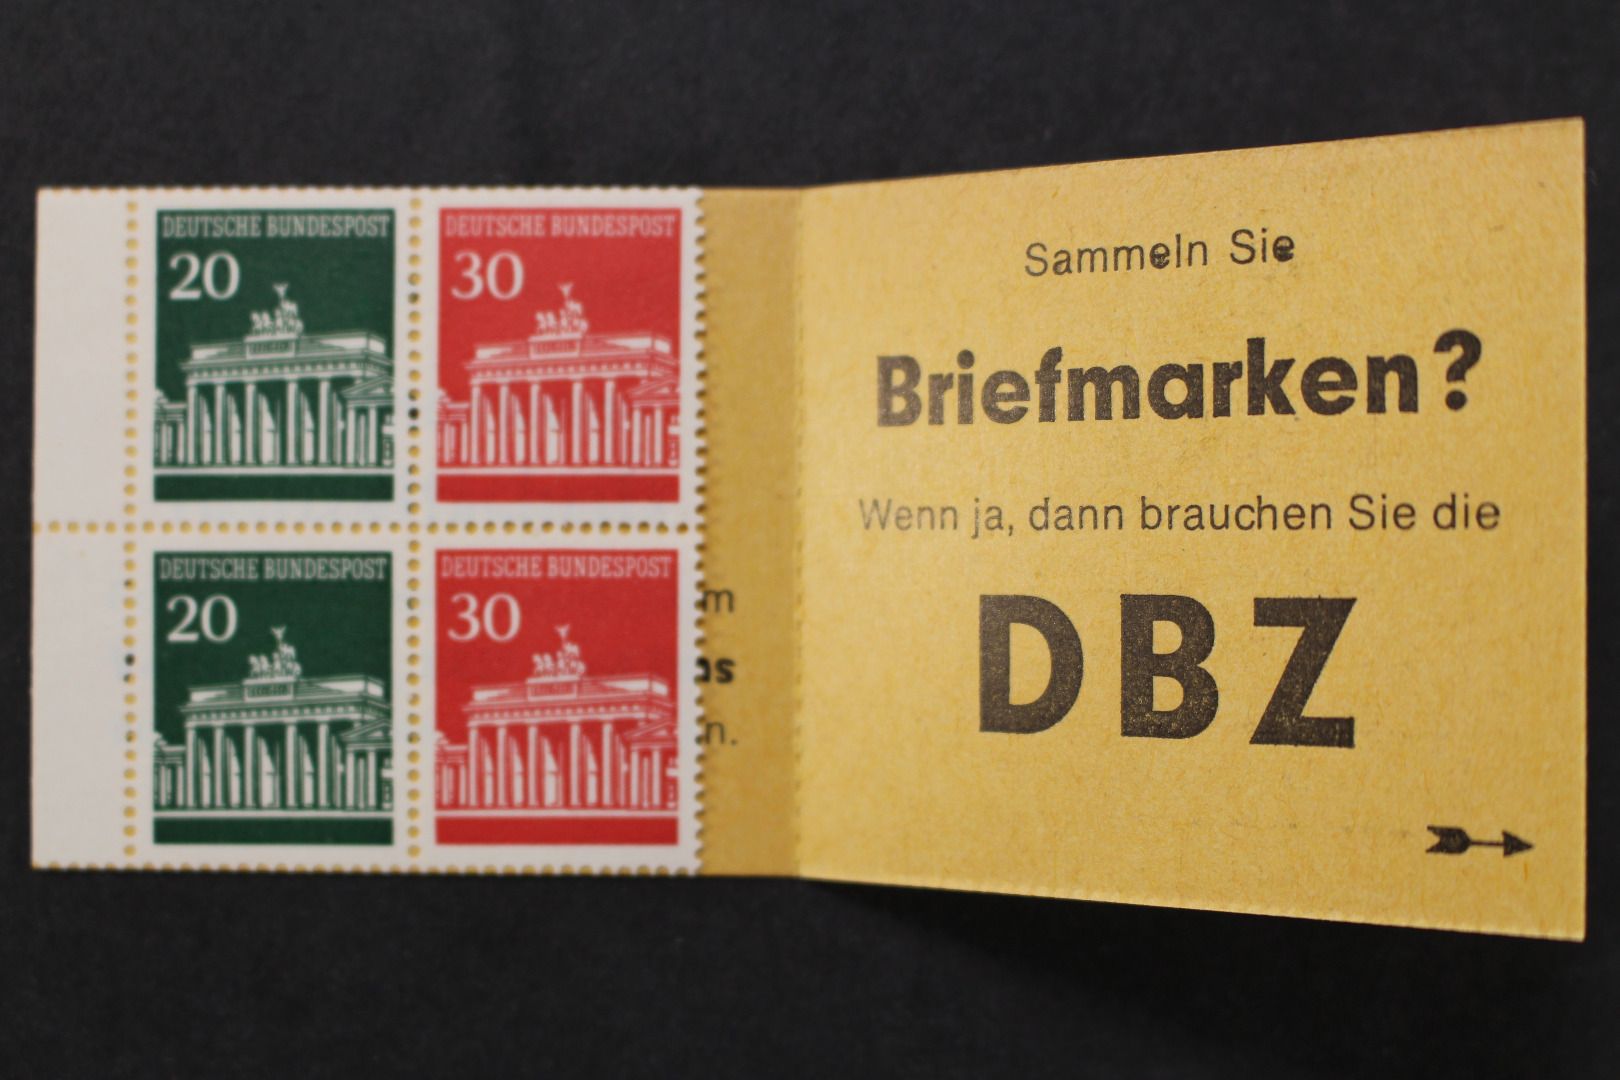 DEUTSCHE BUNDESPOST
20
DEUTSCHE BUNDESPOST
30
DEUTSCHE BUNDESPOST
20
DEUTSCHE BUNDESPOST
30
Sammeln Sie
Briefmarken?
Wenn ja, dann brauchen Sie die
DBZ